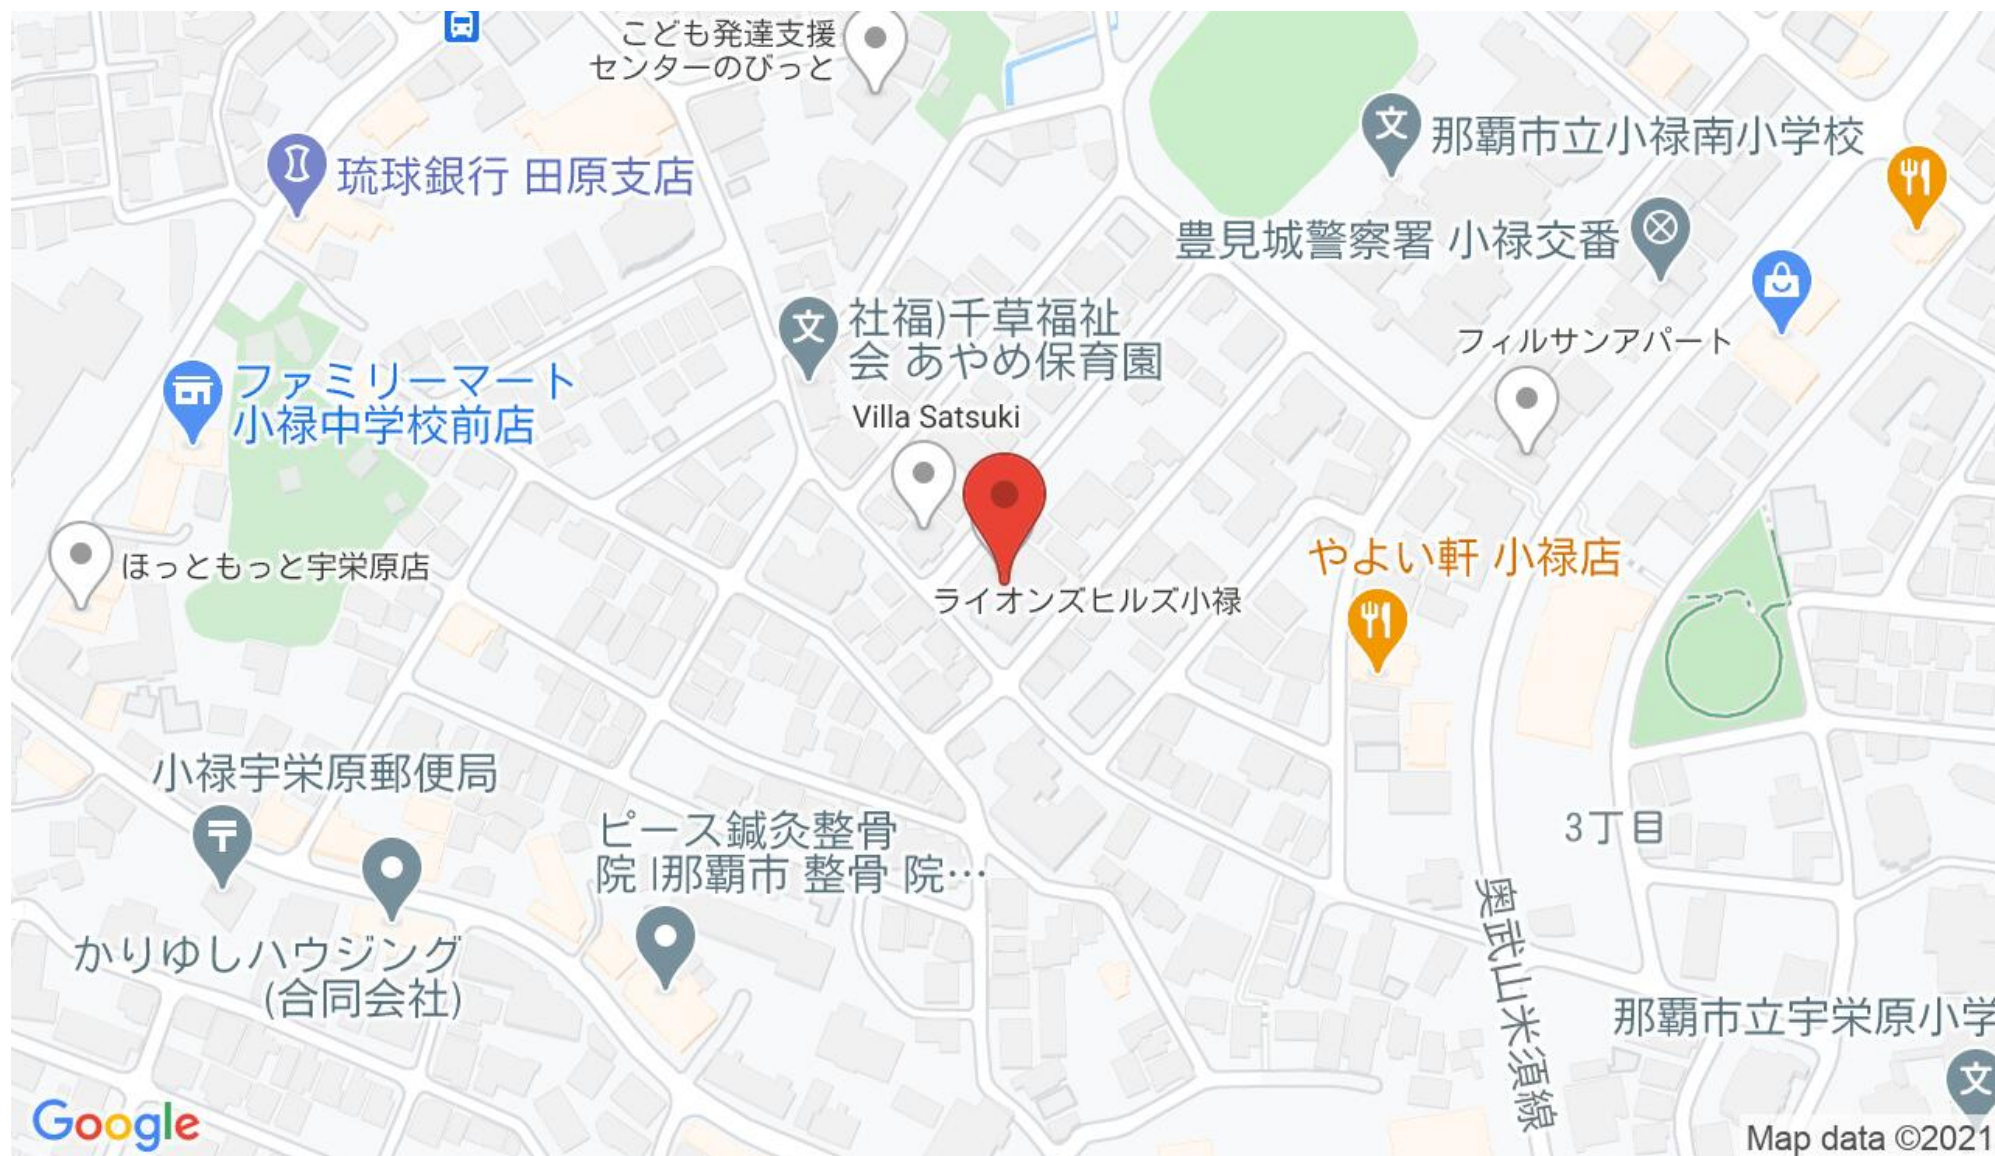 こども発達支援
センターのびっと
文
那覇市立小禄南小学校
琉球銀行 田原支店
豊見城警察署 小禄交番
文
社福)千草福祉
会 あやめ保育園
フィルサンアパート
ファミリーマート
小禄中学校前店
Villa Satsuki
ほっともっと宇栄原店
やよい軒 小禄店
ライオンズヒルズ小禄
小禄宇栄原郵便局
〒
ピース鍼灸整骨
院 |那覇市 整骨 院…
3丁目
奥武山米須線
かりゆしハウジング
(合同会社)
那覇市立宇栄原小学
文
Google
Map data ©2021